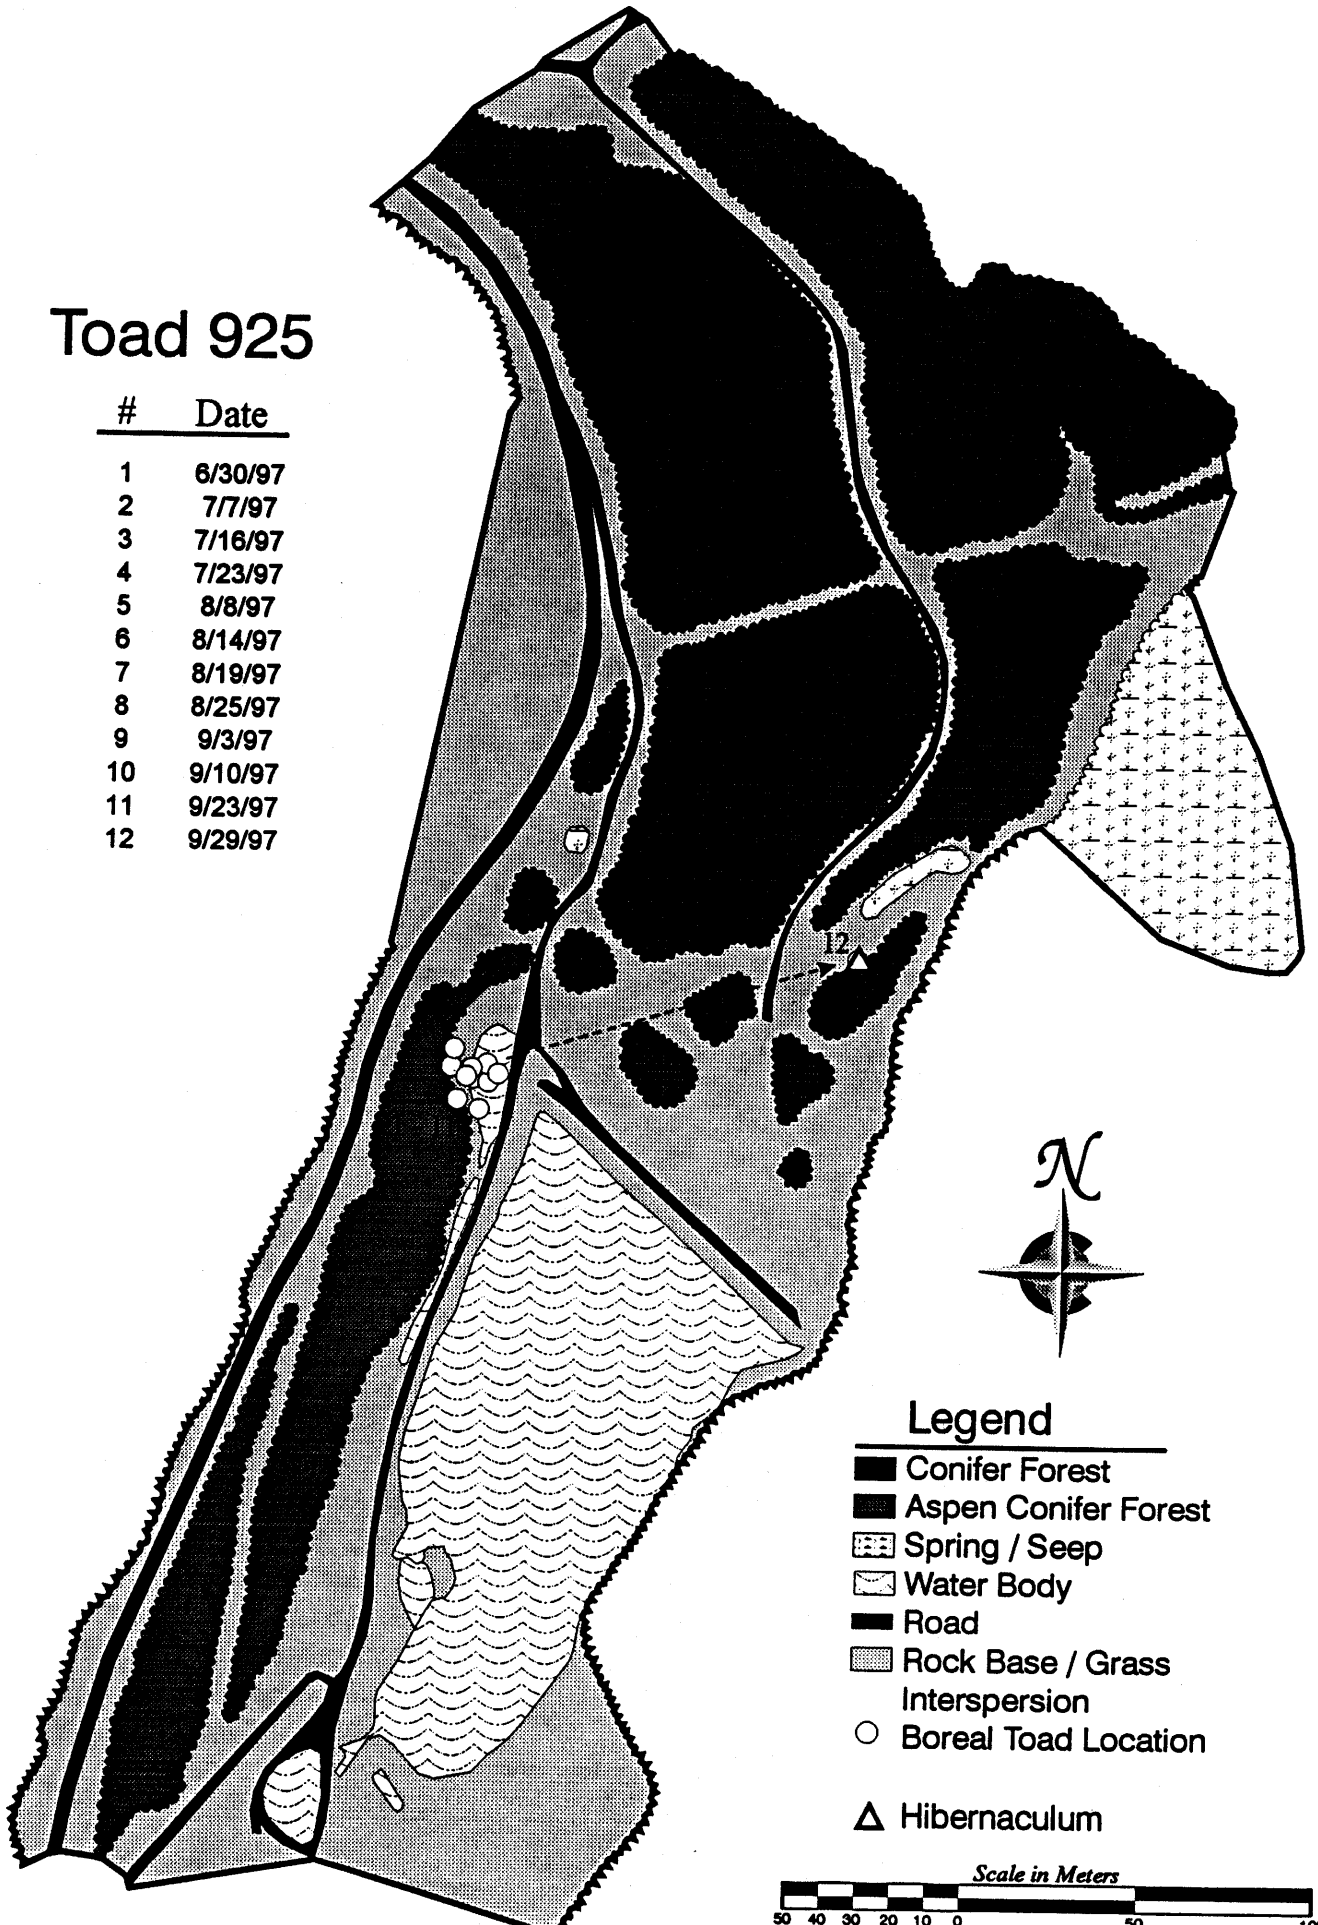 Toad 925
# Date
1 6/30/97
2 7/7/97
3 7/16/97
4 7/23/97
5 8/8/97
6 8/14/97
7 8/19/97
8 8/25/97
9 9/3/97
10 9/10/97
11 9/23/97
12 9/29/97
12
N
Legend
Conifer Forest
Aspen Conifer Forest
Spring / Seep
Water Body
Road
Rock Base / Grass
Interspersion
Boreal Toad Location
Hibernaculum
Scale in Meters
50 40 30 20 10 0 50